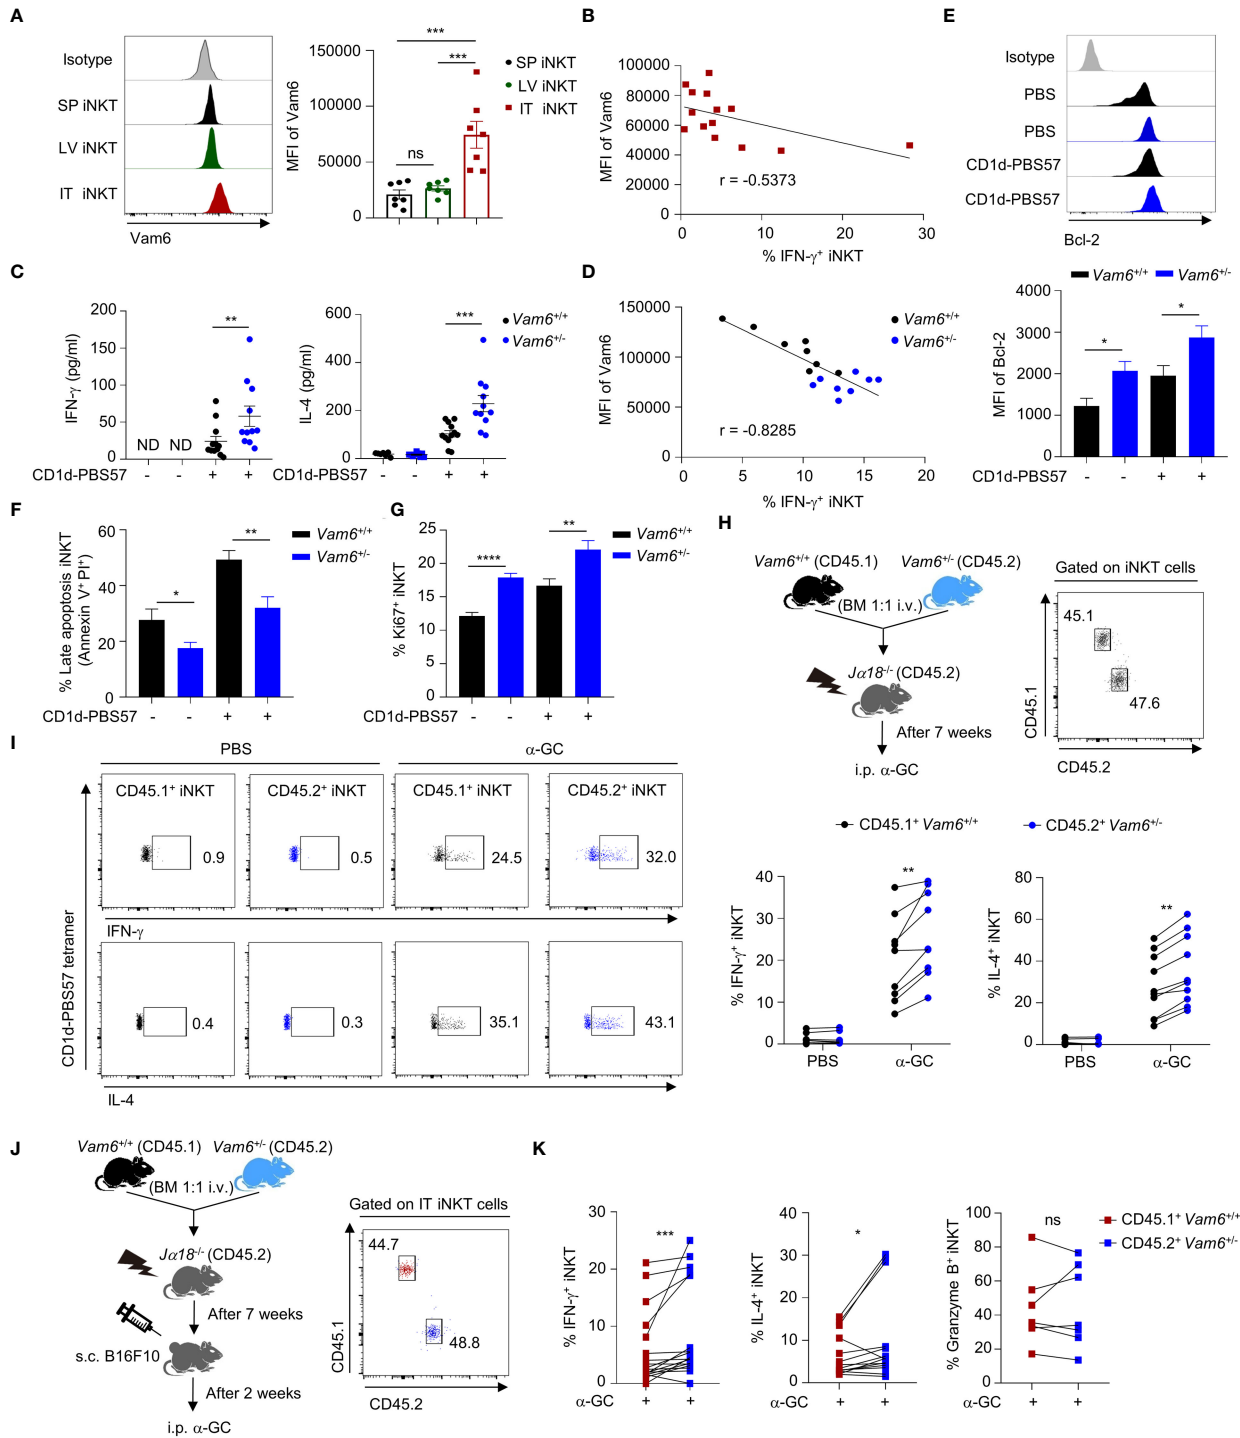 A
Isotype
SP iNKT
LV iNKT
IT iNKT
Vam6
MFI of Vam6
150000
100000
50000
0
***
***
ns
SP iNKT
LV iNKT
IT iNKT
B
MFI of Vam6
100000
80000
60000
40000
20000
0
r = -0.5373
0 10 20 30
% IFN-γ⁺ iNKT
E
Isotype
PBS
PBS
CD1d-PBS57
CD1d-PBS57
Bcl-2
Vam6⁺/⁺ Vam6⁺/⁻
MFI of Bcl-2
4000
3000
2000
1000
0
*
*
CD1d-PBS57 - - + +
C
IFN-γ (pg/ml)
200
150
100
50
0
**
ND ND
CD1d-PBS57 - - + +
IL-4 (pg/ml)
600
400
200
0
***
Vam6⁺/⁺
Vam6⁺/⁻
CD1d-PBS57 - - + +
D
MFI of Vam6
150000
100000
50000
0
Vam6⁺/⁺
Vam6⁺/⁻
r = -0.8285
0 5 10 15 20
% IFN-γ⁺ iNKT
F
% Late apoptosis iNKT
(Annexin V⁺ PI⁺)
60
40
20
0
*
**
Vam6⁺/⁺
Vam6⁺/⁻
CD1d-PBS57 - - + +
G
% Ki67⁺ iNKT
25
20
15
10
5
0
****
**
Vam6⁺/⁺
Vam6⁺/⁻
CD1d-PBS57 - - + +
H
Vam6⁺/⁺ (CD45.1) Vam6⁺/⁻ (CD45.2)
(BM 1:1 i.v.)
Jα18⁻/⁻ (CD45.2)
After 7 weeks
i.p. α-GC
Gated on iNKT cells
45.1
47.6
CD45.1
CD45.2
CD45.1⁺ Vam6⁺/⁺ CD45.2⁺ Vam6⁺/⁻
% IFN-γ⁺ iNKT
40
30
20
10
0
**
PBS α-GC
% IL-4⁺ iNKT
80
60
40
20
0
**
PBS α-GC
I
PBS α-GC
CD45.1⁺ iNKT CD45.2⁺ iNKT CD45.1⁺ iNKT CD45.2⁺ iNKT
0.9 0.5 24.5 32.0
IFN-γ
0.4 0.3 35.1 43.1
IL-4
CD1d-PBS57 tetramer
J
Vam6⁺/⁺ (CD45.1) Vam6⁺/⁻ (CD45.2)
(BM 1:1 i.v.)
Jα18⁻/⁻ (CD45.2)
After 7 weeks
s.c. B16F10
After 2 weeks
i.p. α-GC
Gated on IT iNKT cells
44.7
48.8
CD45.1
CD45.2
K
% IFN-γ⁺ iNKT
30
20
10
0
***
α-GC + +
% IL-4⁺ iNKT
40
30
20
10
0
*
α-GC + +
% Granzyme B⁺ iNKT
100
80
60
40
20
0
ns
α-GC + +
CD45.1⁺ Vam6⁺/⁺
CD45.2⁺ Vam6⁺/⁻